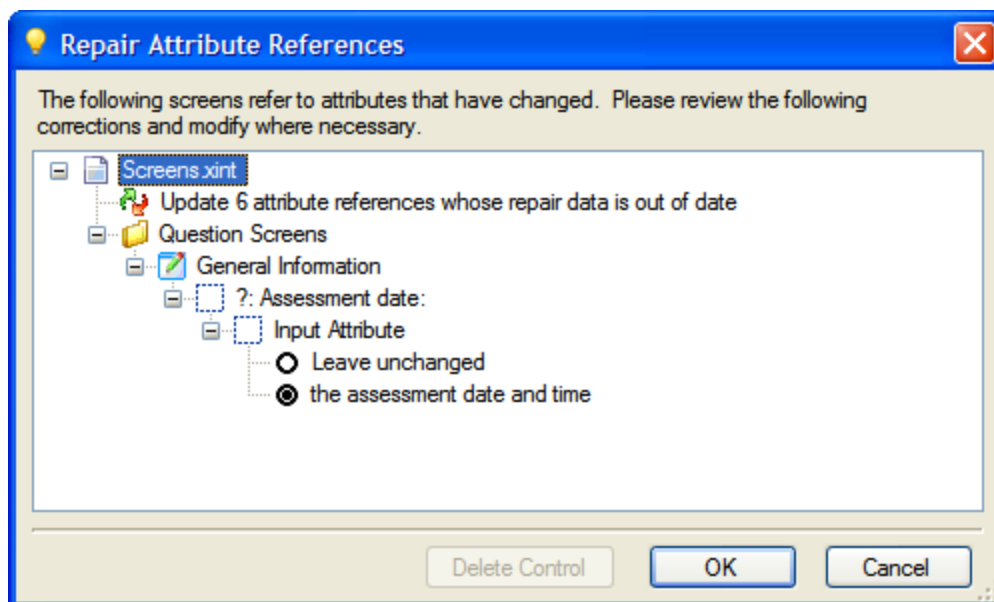 Repair Attribute References
The following screens refer to attributes that have changed.  Please review the following
corrections and modify where necessary.
Screens.xint
Update 6 attribute references whose repair data is out of date
Question Screens
General Information
?: Assessment date:
Input Attribute
Leave unchanged
the assessment date and time
Delete Control OK Cancel